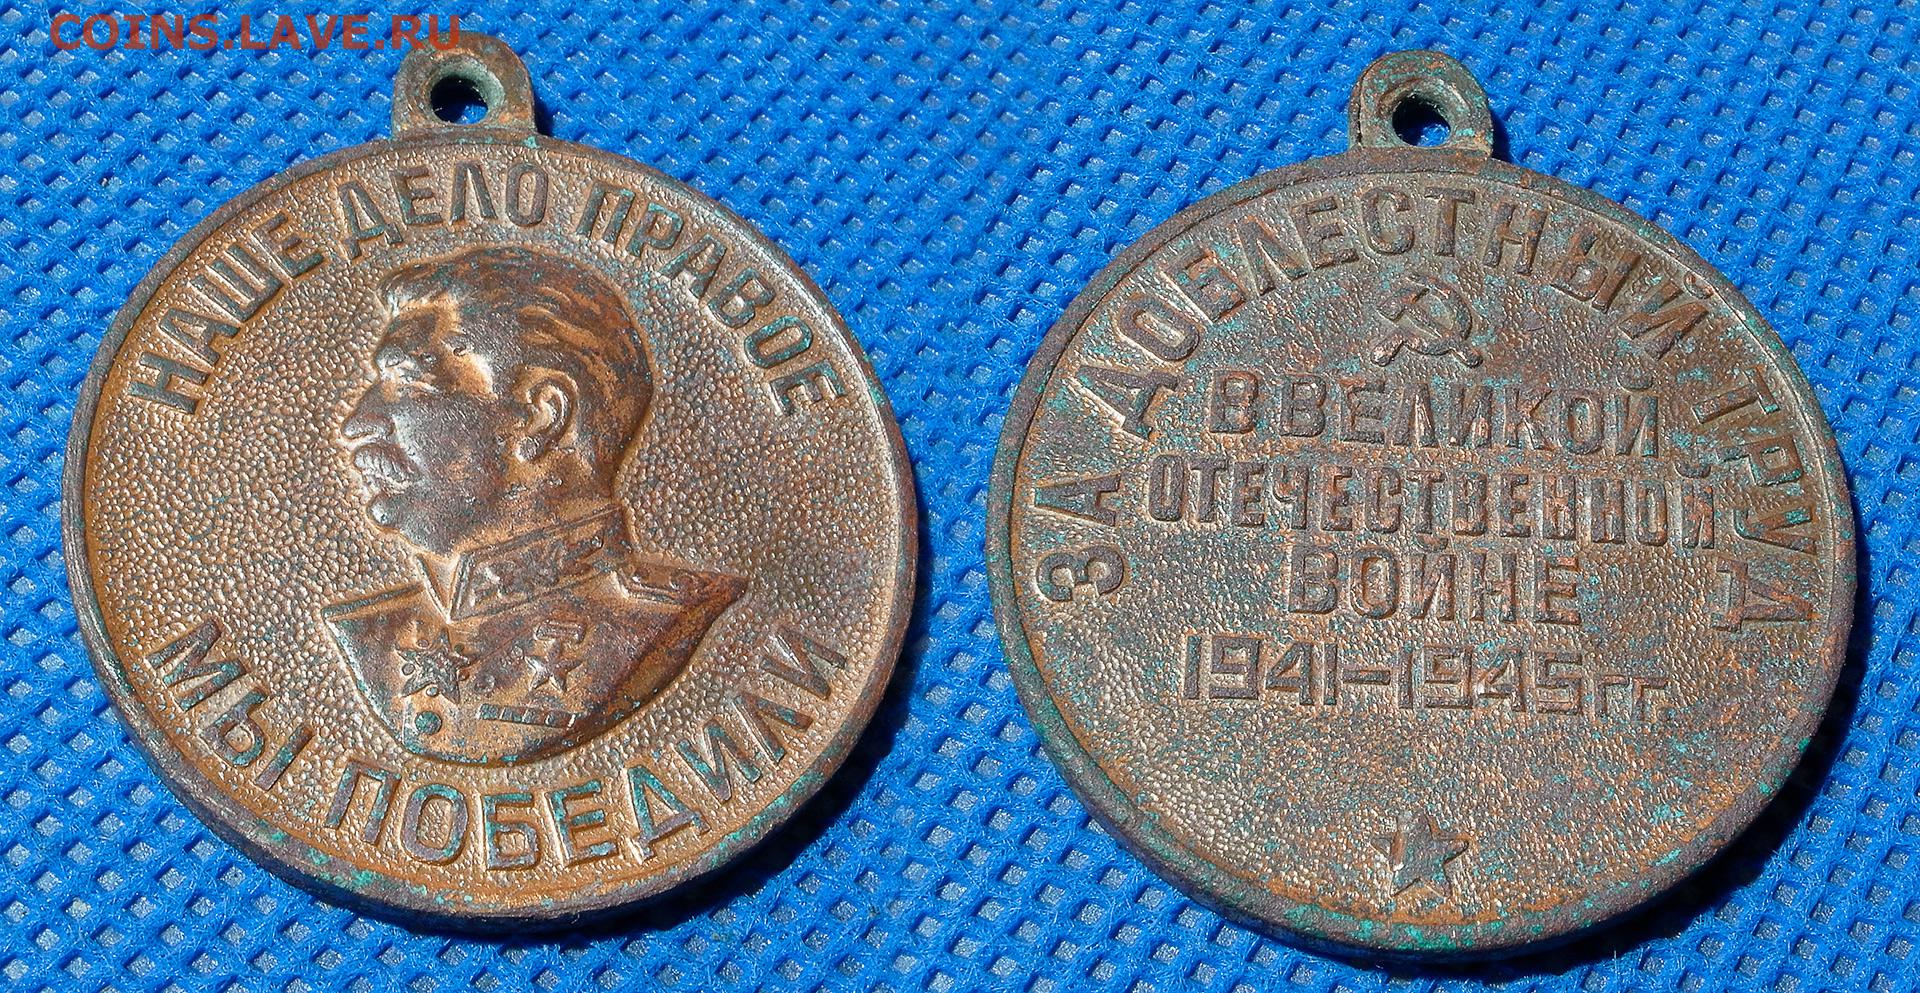 COINS.LAVE.RU
НАШЕ ДЕЛО ПРАВОЕ
МЫ ПОБЕДИЛИ
ЗА ДОБЛЕСТНЫЙ ТРУД
В ВЕЛИКОЙ
ОТЕЧЕСТВЕННОЙ
ВОЙНЕ
1941-1945гг.